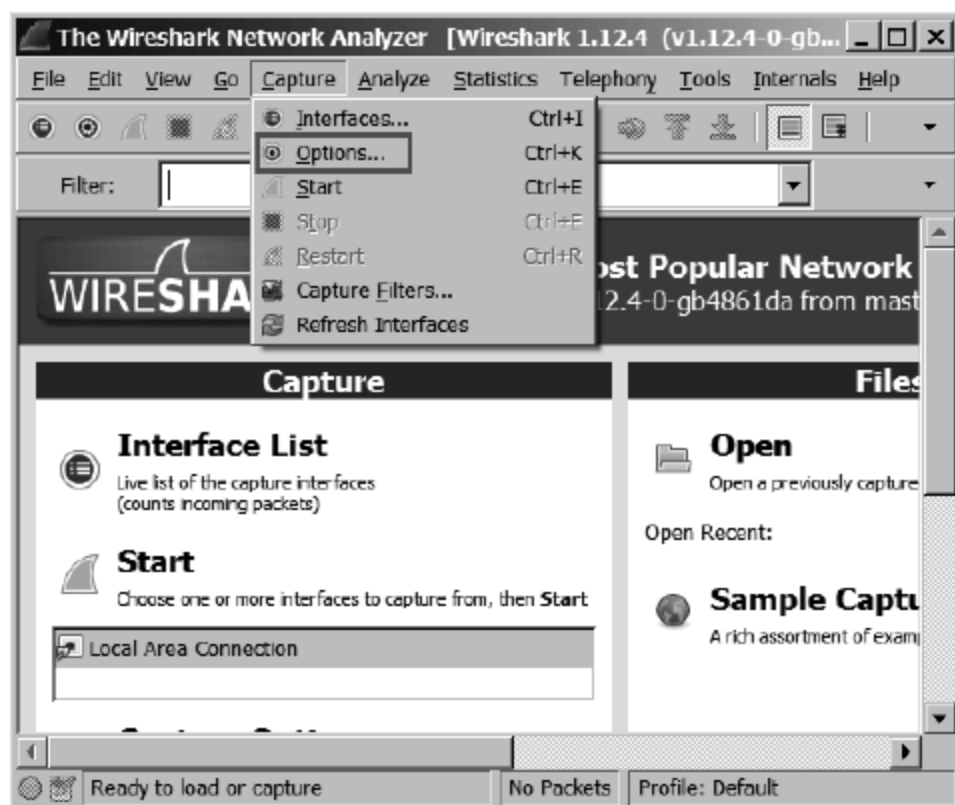 The Wireshark Network Analyzer [Wireshark 1.12.4 (v1.12.4-0-gb...
File Edit View Go Capture Analyze Statistics Telephony Tools Internals Help
Interfaces... Ctrl+I
Options... Ctrl+K
Start Ctrl+E
Stop Ctrl+E
Restart Ctrl+R
Capture Filters...
Refresh Interfaces
Filter:
WIRESHA
ost Popular Network
12.4-0-gb4861da from mast
Capture
Interface List
Live list of the capture interfaces
(counts incoming packets)
Start
Choose one or more interfaces to capture from, then Start
Local Area Connection
Files
Open
Open a previously capture
Open Recent:
Sample Captu
A rich assortment of exam
Ready to load or capture No Packets Profile: Default